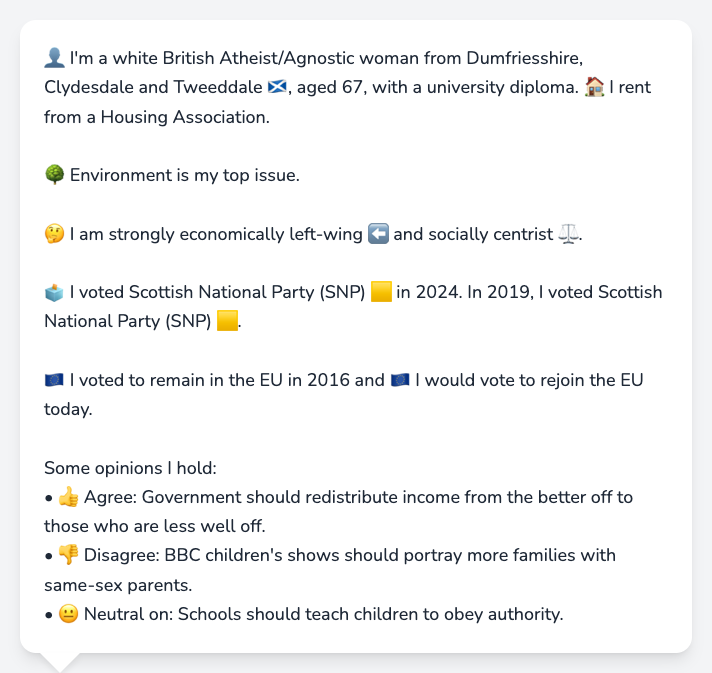 👤 I'm a white British Atheist/Agnostic woman from Dumfriesshire,
Clydesdale and Tweeddale 🏴󠁧󠁢󠁳󠁣󠁴󠁿, aged 67, with a university diploma. 🏠 I rent
from a Housing Association.
🌳 Environment is my top issue.
🤔 I am strongly economically left-wing ⬅️ and socially centrist ⚖️.
🗳️ I voted Scottish National Party (SNP) 🟨 in 2024. In 2019, I voted Scottish
National Party (SNP) 🟨.
🇪🇺 I voted to remain in the EU in 2016 and 🇪🇺 I would vote to rejoin the EU
today.
Some opinions I hold:
• 👍 Agree: Government should redistribute income from the better off to
those who are less well off.
• 👎 Disagree: BBC children's shows should portray more families with
same-sex parents.
• 😐 Neutral on: Schools should teach children to obey authority.